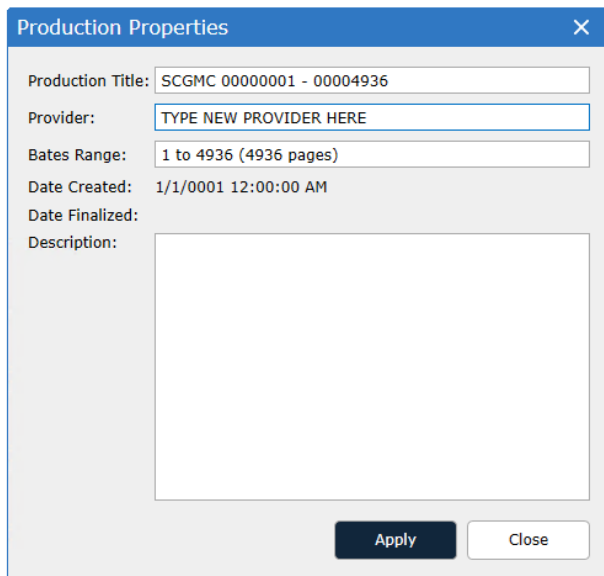 Production Properties
Production Title: SCGMC 00000001 - 00004936
Provider: TYPE NEW PROVIDER HERE
Bates Range: 1 to 4936 (4936 pages)
Date Created: 1/1/0001 12:00:00 AM
Date Finalized:
Description:
Apply Close